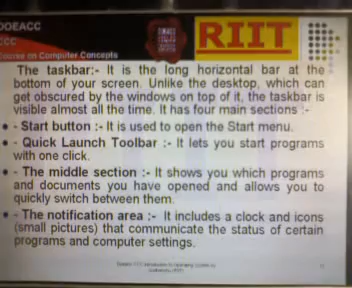 DOEACC
CCC
Course on Computer Concepts
RIIT
The taskbar:- It is the long horizontal bar at the
bottom of your screen. Unlike the desktop, which can
get obscured by the windows on top of it, the taskbar is
visible almost all the time. It has four main sections :-
• - Start button :- It is used to open the Start menu.
• - Quick Launch Toolbar :- It lets you start programs
with one click.
• - The middle section :- It shows you which programs
and documents you have opened and allows you to
quickly switch between them.
• - The notification area :- It includes a clock and icons
(small pictures) that communicate the status of certain
programs and computer settings.